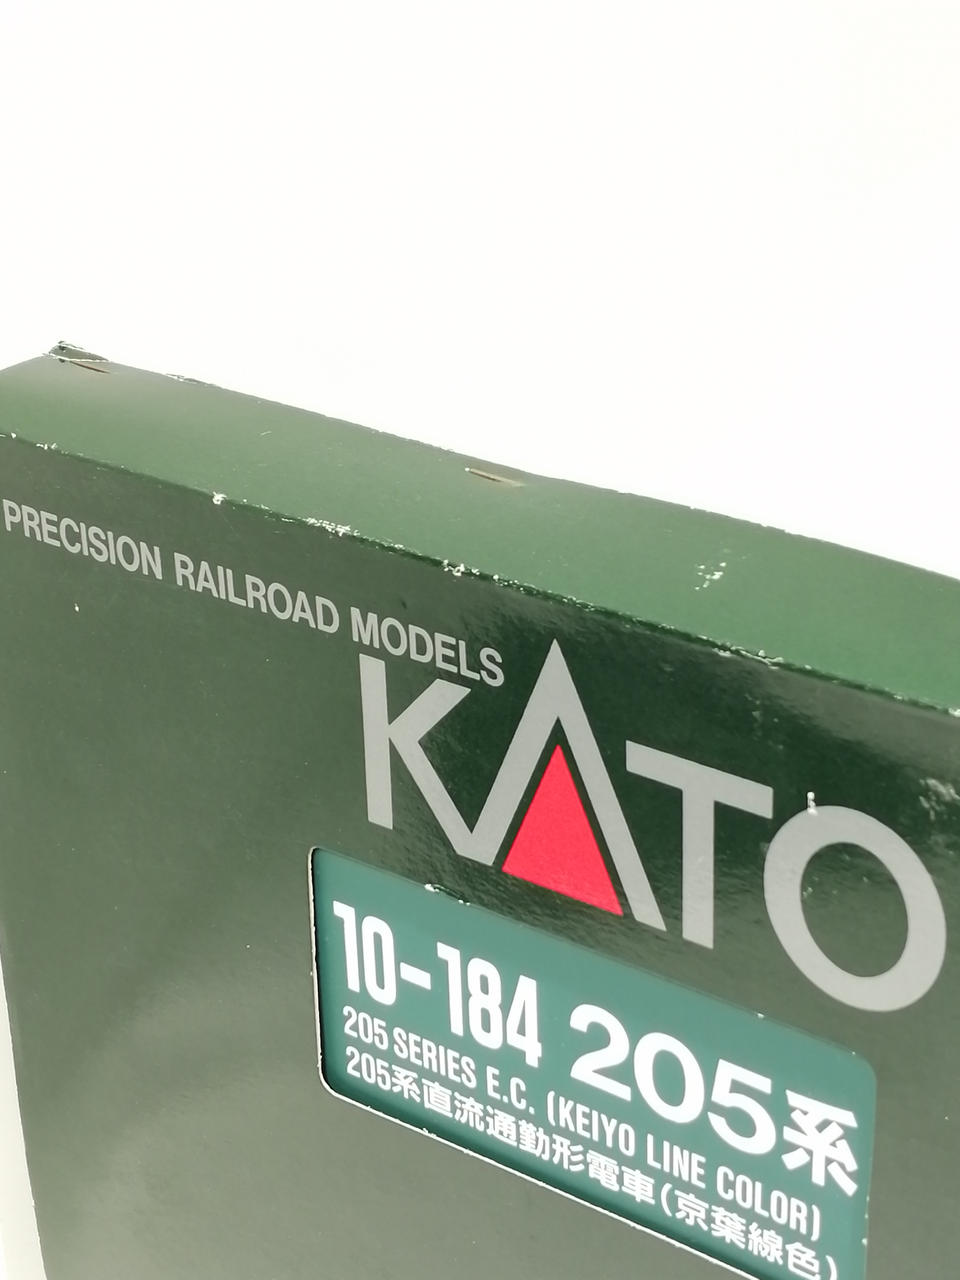 PRECISION RAILROAD MODELS
KATO
10-184 205系
205 SERIES E.C. (KEIYO LINE COLOR)
205系直流通勤形電車(京葉線色)